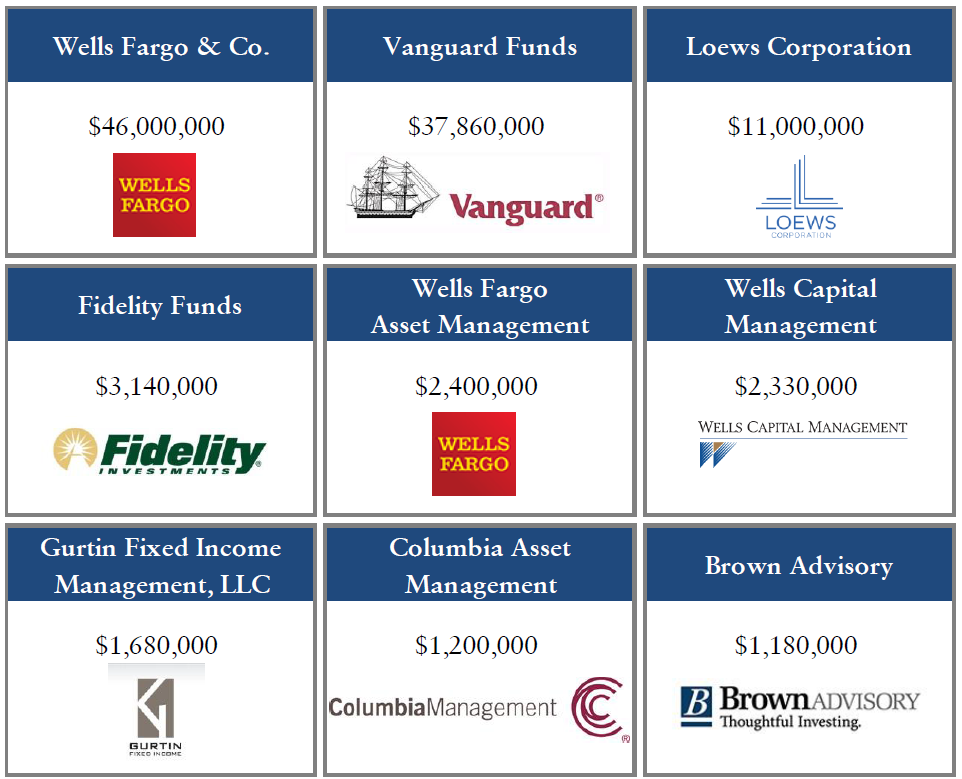 Wells Fargo & Co.
Vanguard Funds
Loews Corporation
$46,000,000
$37,860,000
$11,000,000
WELLS
FARGO
Vanguard®
LOEWS
CORPORATION
Fidelity Funds
Wells Fargo
Asset Management
Wells Capital
Management
$3,140,000
$2,400,000
$2,330,000
Fidelity®
INVESTMENTS
WELLS
FARGO
WELLS CAPITAL MANAGEMENT
Gurtin Fixed Income
Management, LLC
Columbia Asset
Management
Brown Advisory
$1,680,000
$1,200,000
$1,180,000
GURTIN
FIXED INCOME
ColumbiaManagement
®
B BrownADVISORY
Thoughtful Investing.